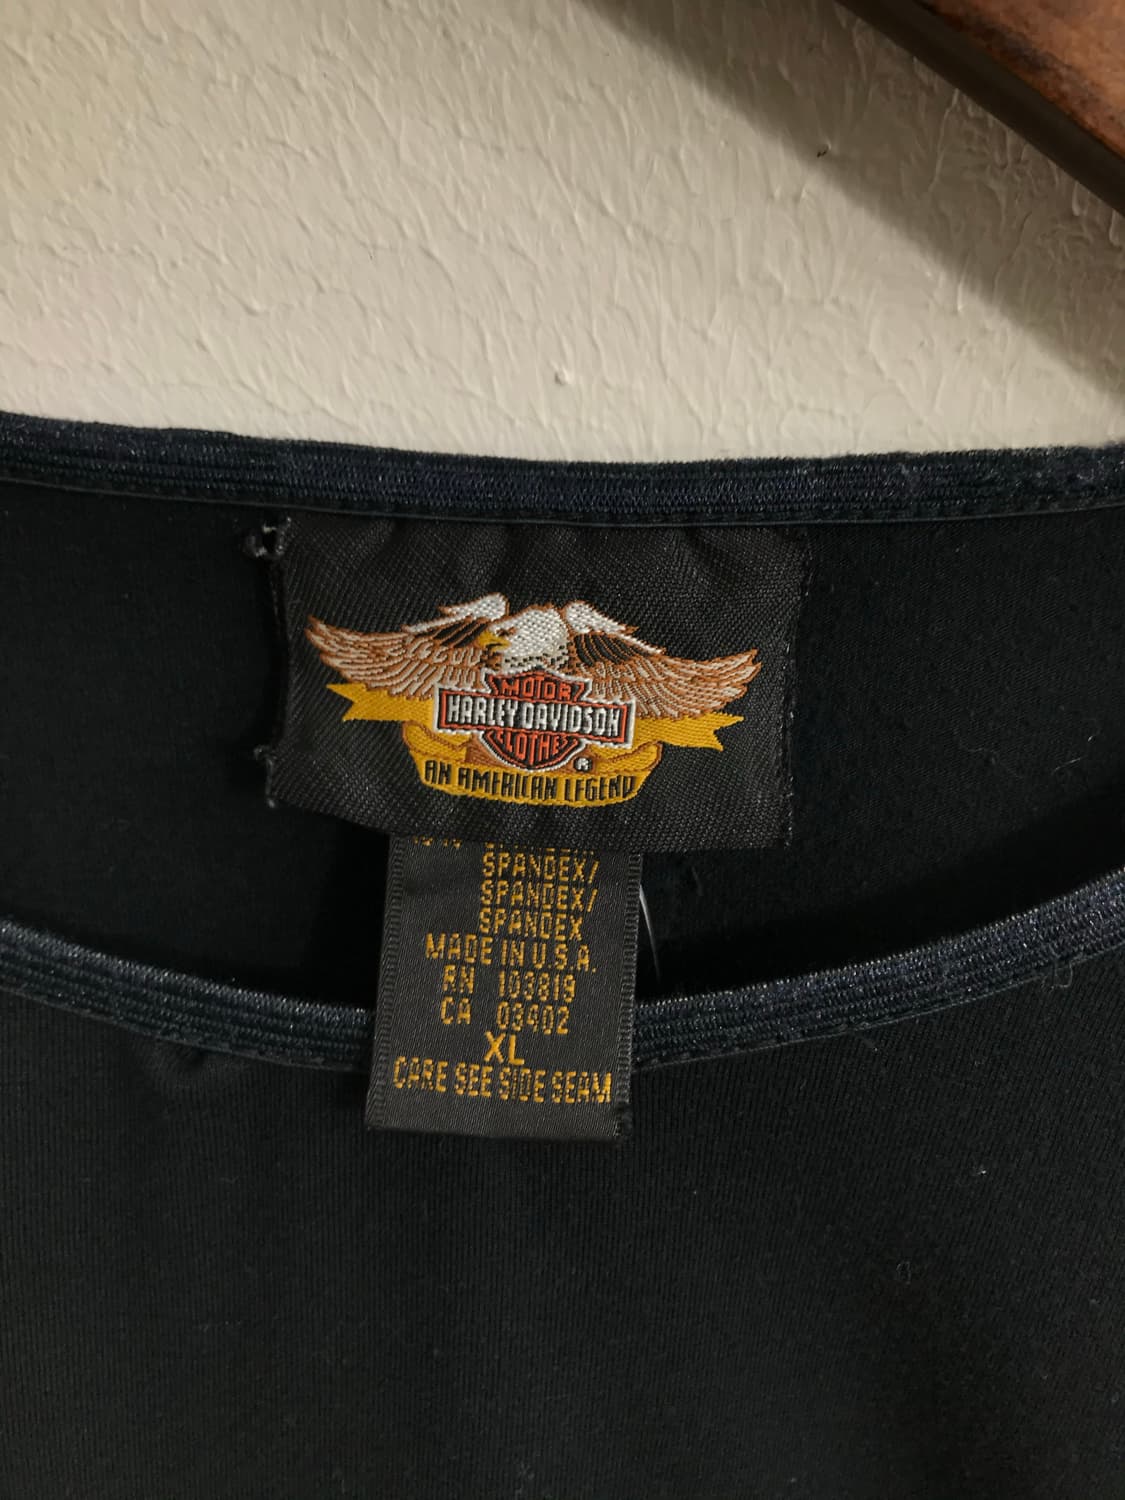 MOTOR
HARLEY-DAVIDSON
CLOTHES
®
AN AMERICAN LEGEND
SPANDEX/
SPANDEX/
SPANDEX
MADE IN U.S.A.
RN 103819
CA 03402
XL
CARE SEE SIDE SEAM